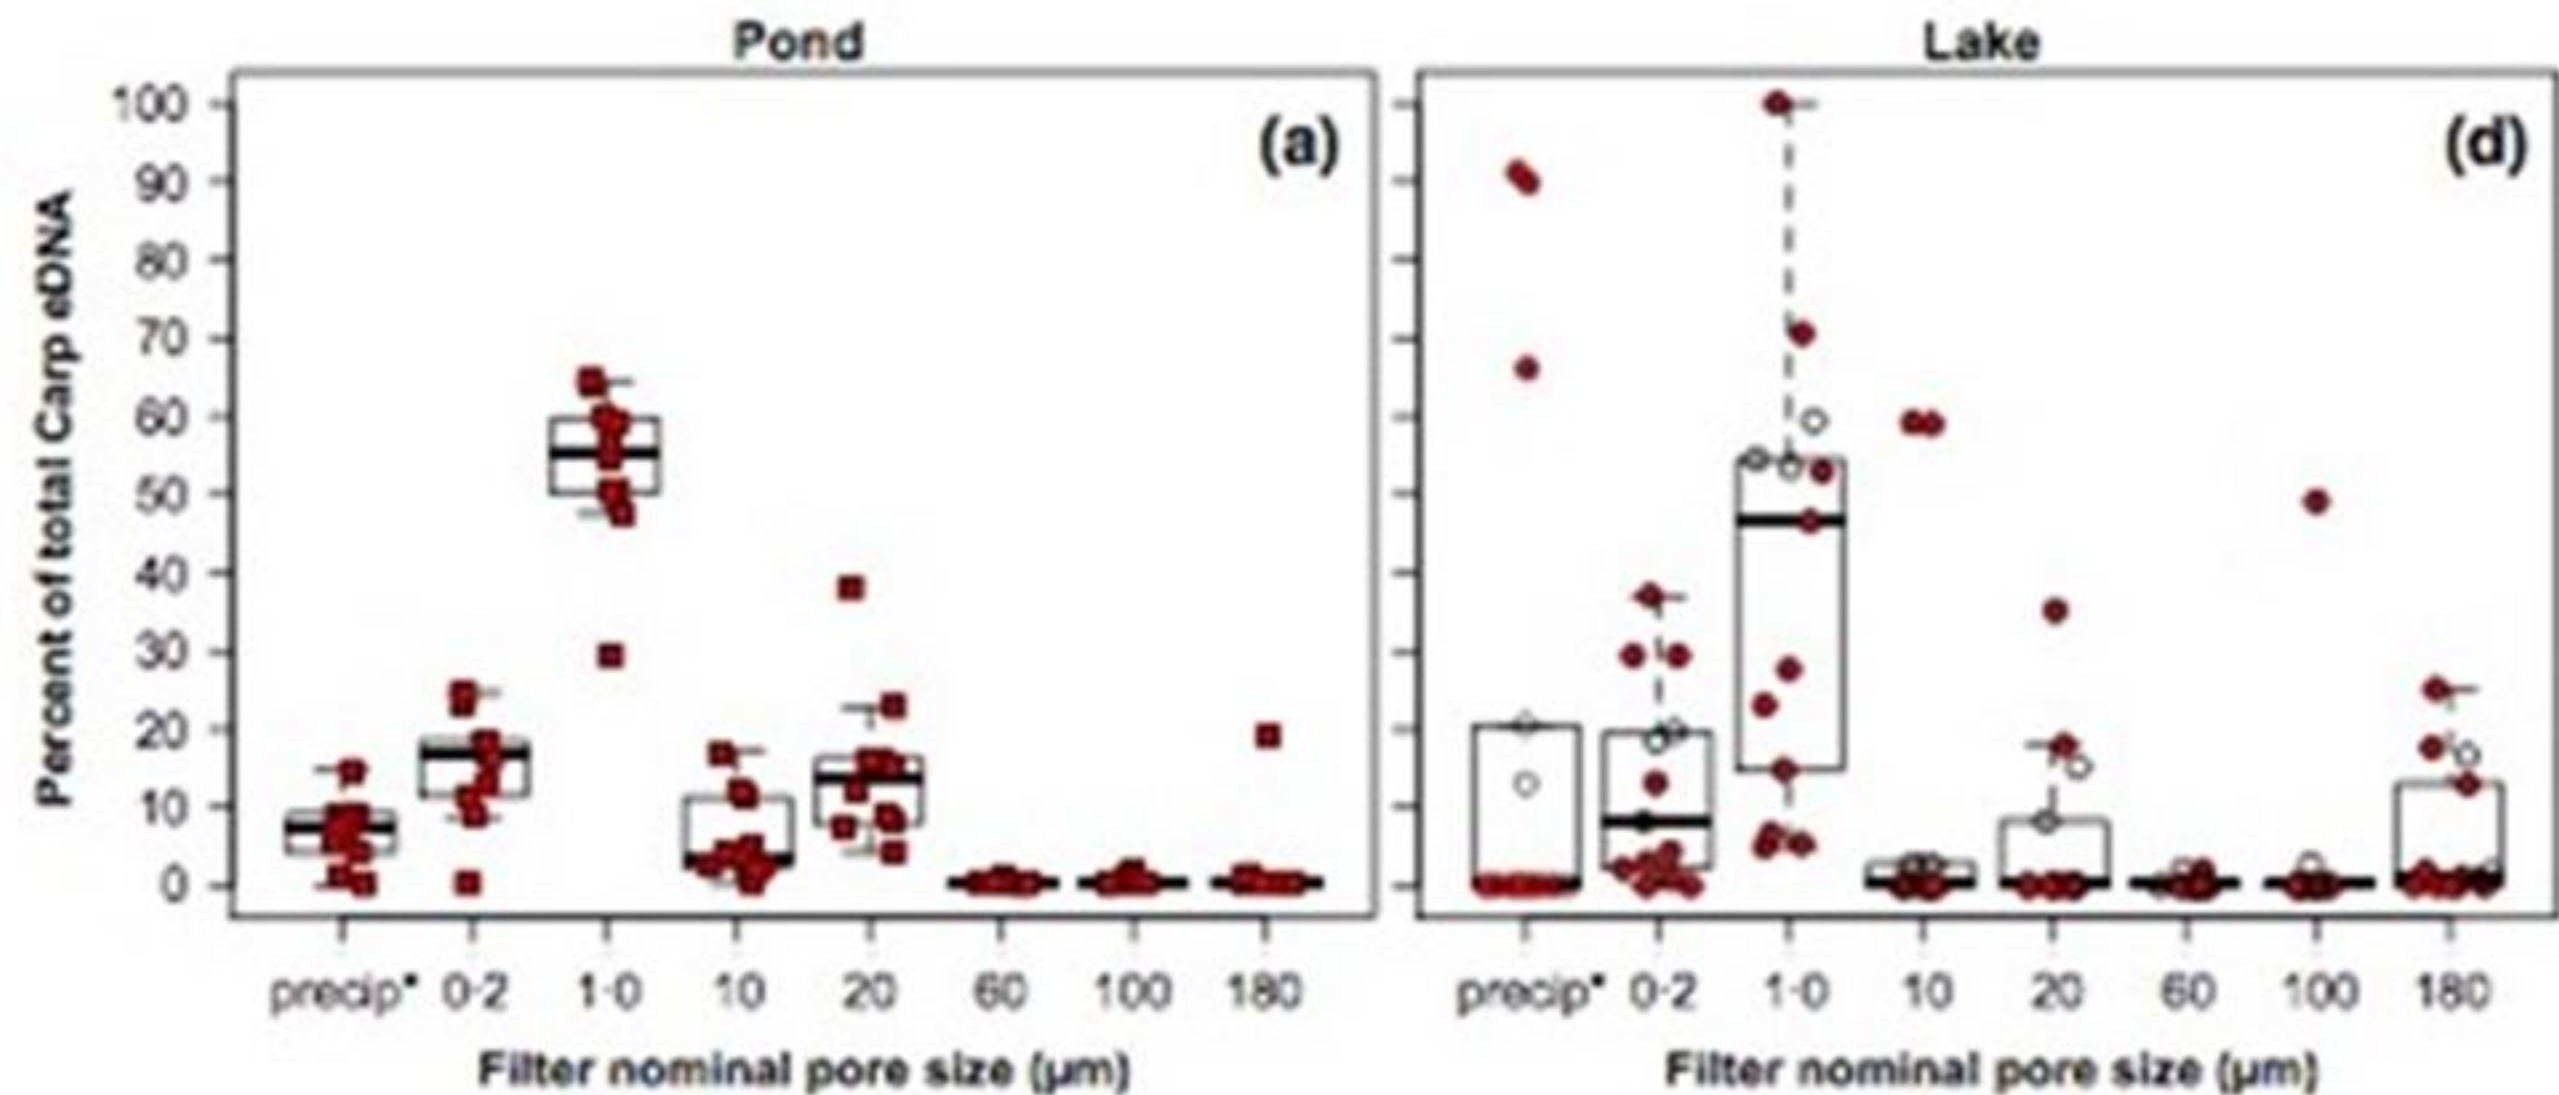 Pond
Lake
(a)
(d)
Percent of total Carp eDNA
100
90
80
70
60
50
40
30
20
10
0
precip* 0·2 1·0 10 20 60 100 180
precip* 0·2 1·0 10 20 60 100 180
Filter nominal pore size (µm)
Filter nominal pore size (µm)